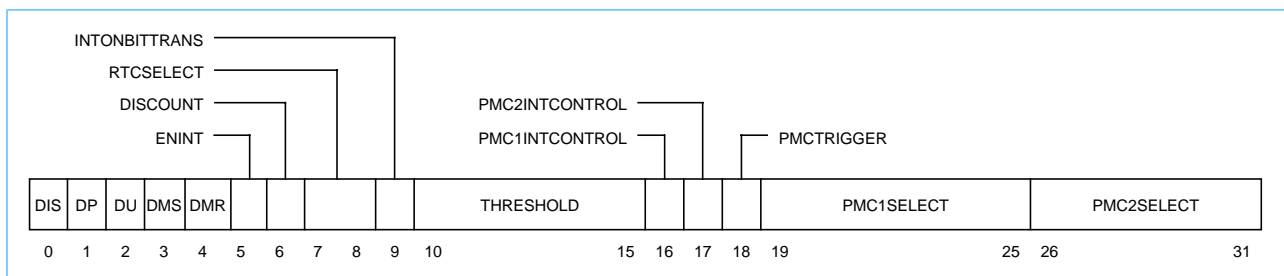 INTONBITTRANS
RTCSELECT
DISCOUNT PMC2INTCONTROL
ENINT PMC1INTCONTROL PMCTRIGGER
DIS DP DU DMS DMR THRESHOLD PMC1SELECT PMC2SELECT
0 1 2 3 4 5 6 7 8 9 10 15 16 17 18 19 25 26 31